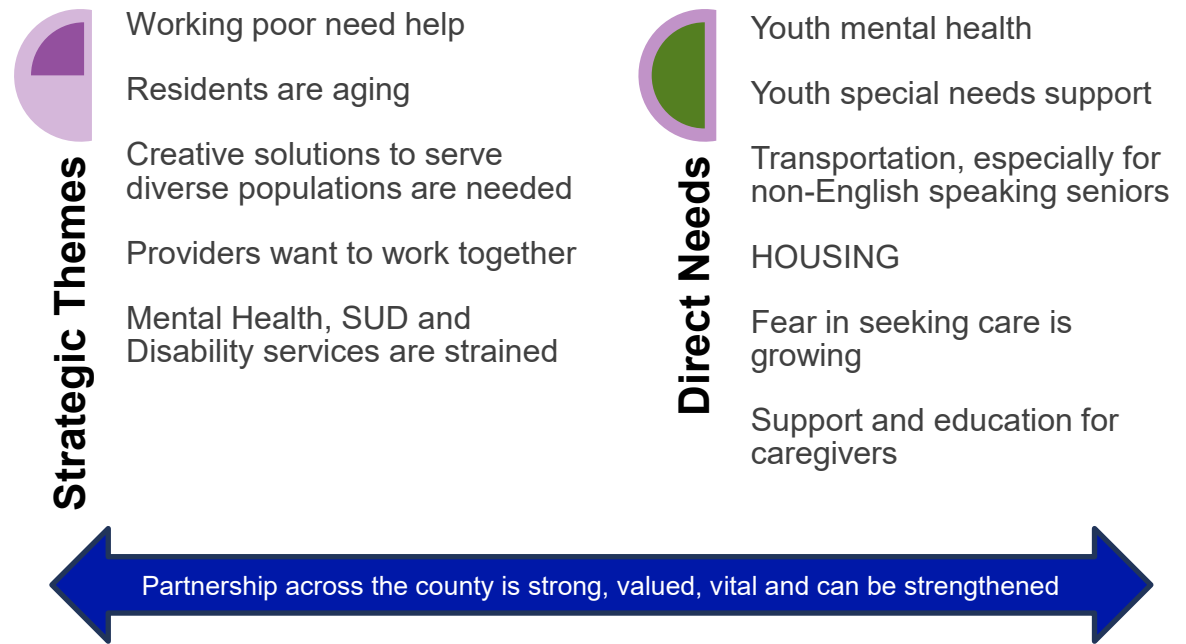 Strategic Themes
Working poor need help
Residents are aging
Creative solutions to serve
diverse populations are needed
Providers want to work together
Mental Health, SUD and
Disability services are strained
Direct Needs
Youth mental health
Youth special needs support
Transportation, especially for
non-English speaking seniors
HOUSING
Fear in seeking care is
growing
Support and education for
caregivers
Partnership across the county is strong, valued, vital and can be strengthened